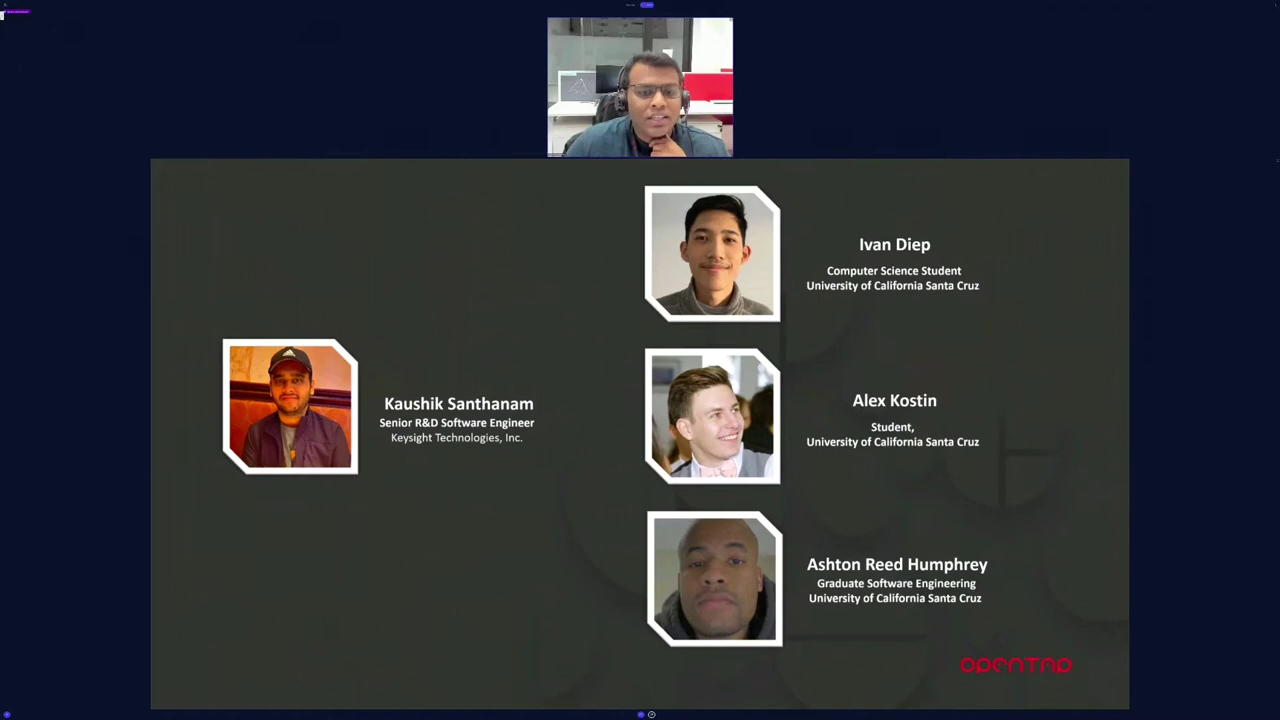 Kaushik Santhanam
Senior R&D Software Engineer
Keysight Technologies, Inc.
Ivan Diep
Computer Science Student
University of California Santa Cruz
Alex Kostin
Student,
University of California Santa Cruz
Ashton Reed Humphrey
Graduate Software Engineering
University of California Santa Cruz
OPENTAP